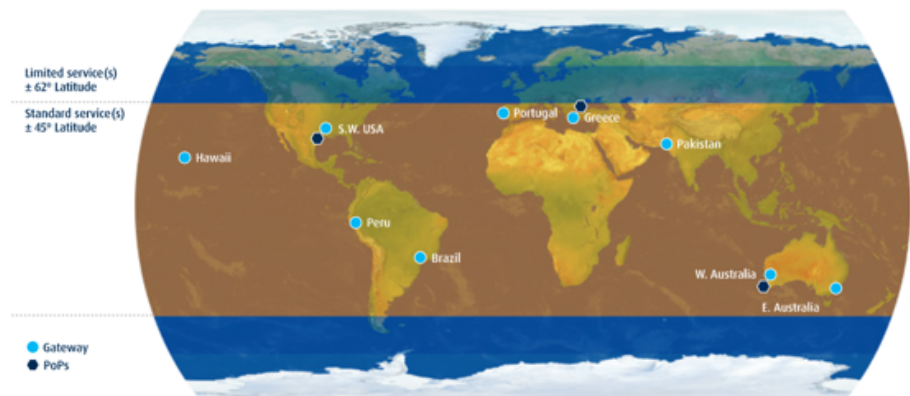 Limited service(s)
± 62° Latitude
Standard service(s)
± 45° Latitude
Portugal
Greece
S.W. USA
Pakistan
Hawaii
Peru
Brazil
W. Australia
E. Australia
Gateway
PoPs